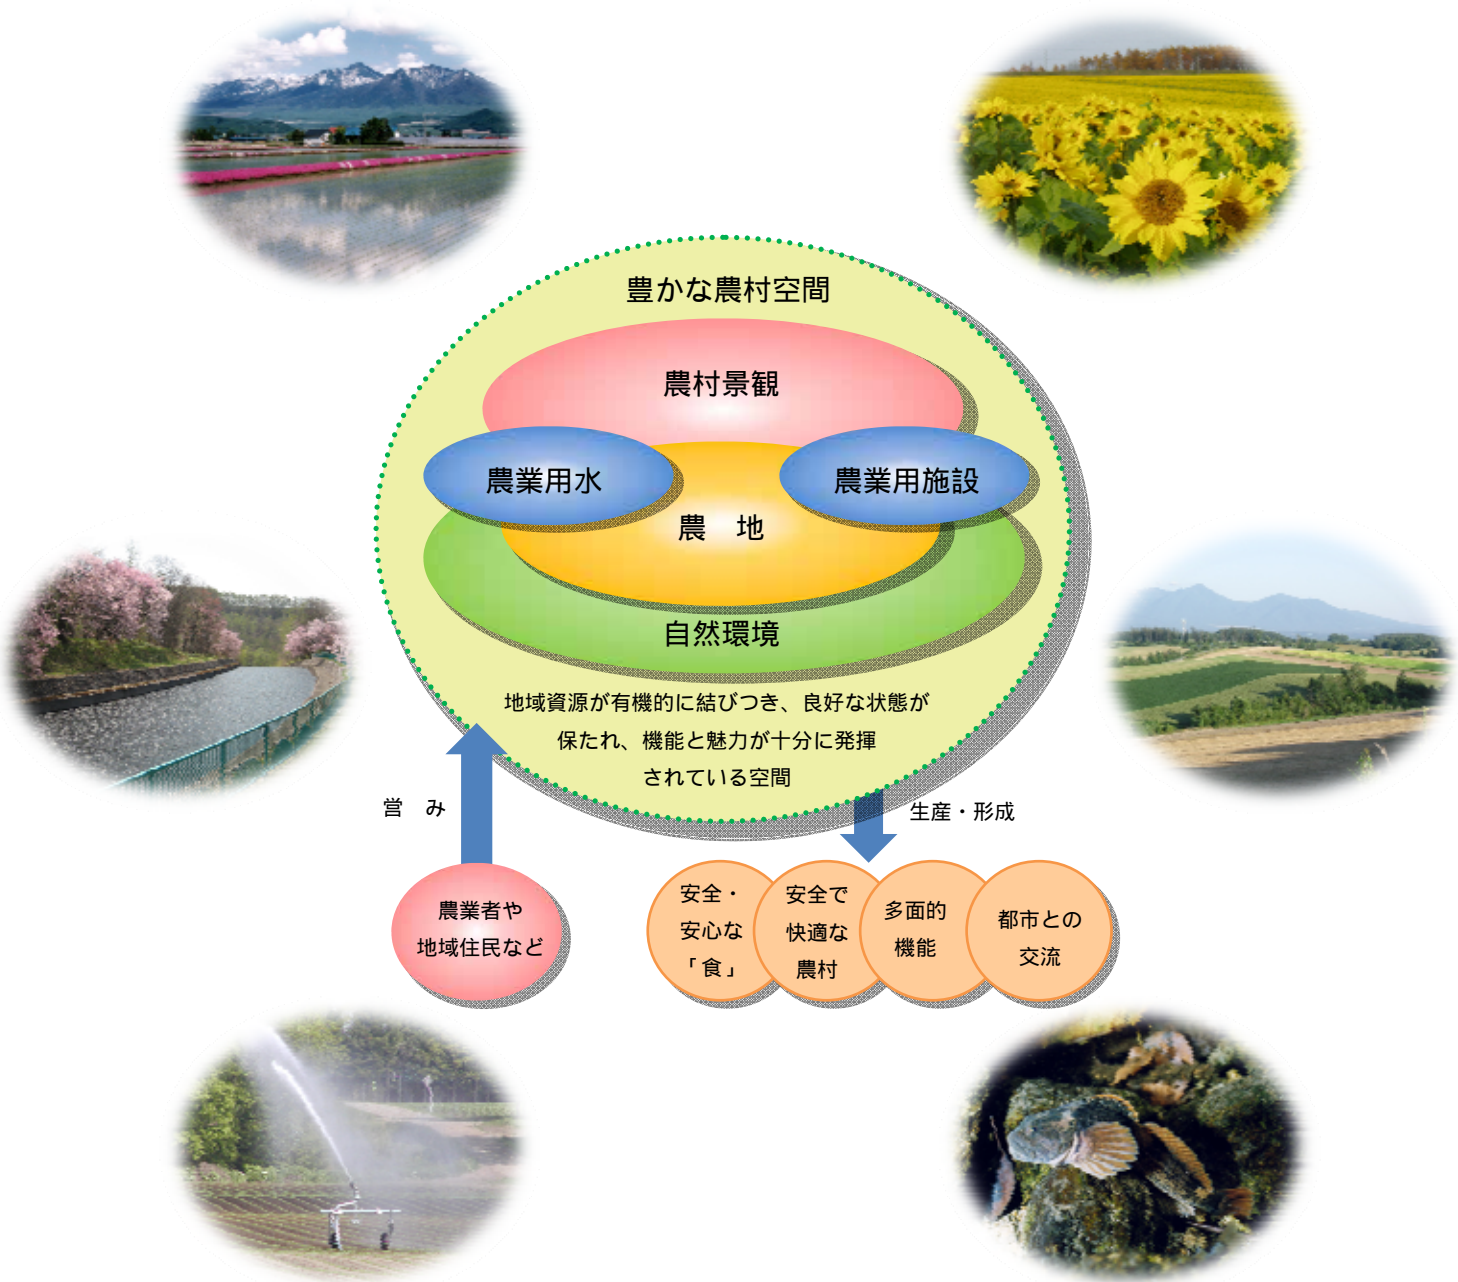 豊かな農村空間
農村景観
農業用水
農業用施設
農　地
自然環境
地域資源が有機的に結びつき、良好な状態が
保たれ、機能と魅力が十分に発揮
されている空間
営　み
生産・形成
農業者や
地域住民など
安全・
安心な
「食」
安全で
快適な
農村
多面的
機能
都市との
交流